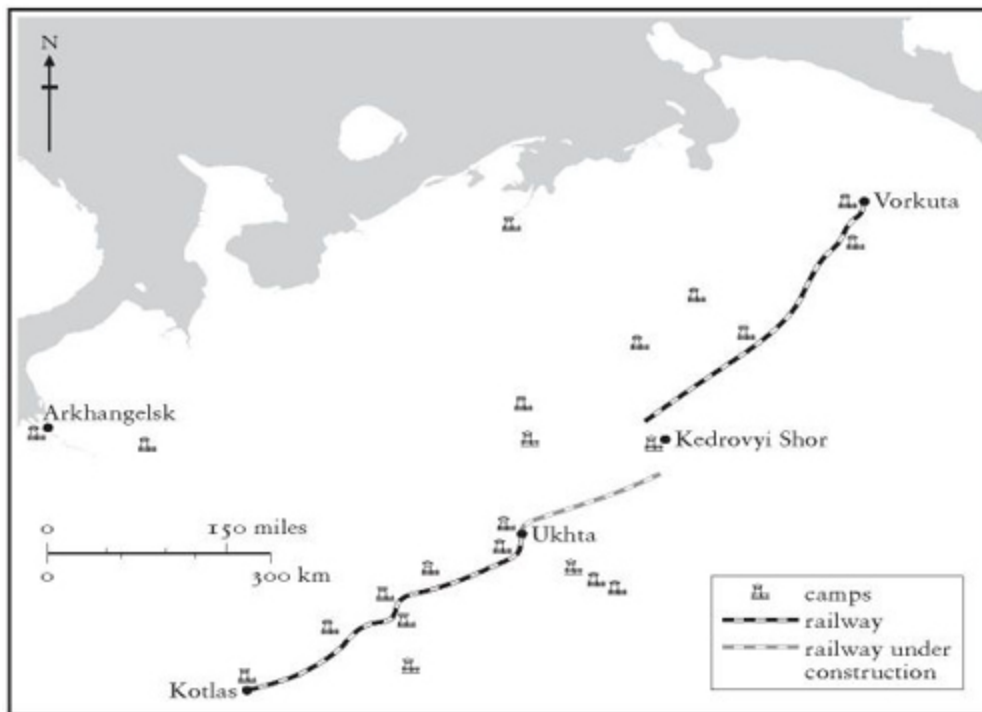 N
Vorkuta
Arkhangelsk
Kedrovyi Shor
0 150 miles
Ukhta
0 300 km
camps
railway
railway under
construction
Kotlas